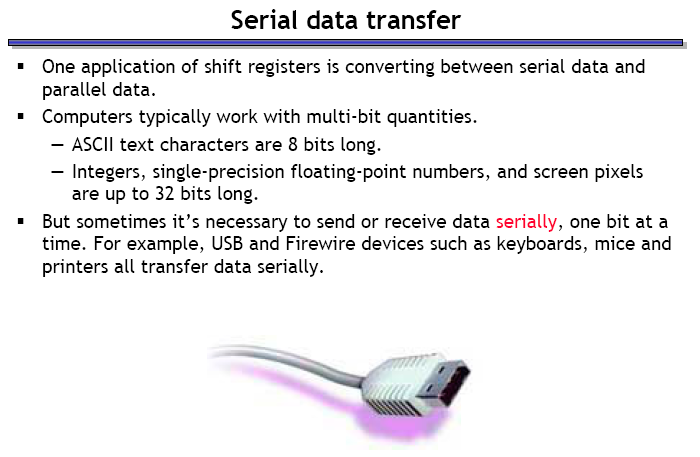 Serial data transfer
▪ One application of shift registers is converting between serial data and
parallel data.
▪ Computers typically work with multi-bit quantities.
— ASCII text characters are 8 bits long.
— Integers, single-precision floating-point numbers, and screen pixels
are up to 32 bits long.
▪ But sometimes it’s necessary to send or receive data serially, one bit at a
time. For example, USB and Firewire devices such as keyboards, mice and
printers all transfer data serially.